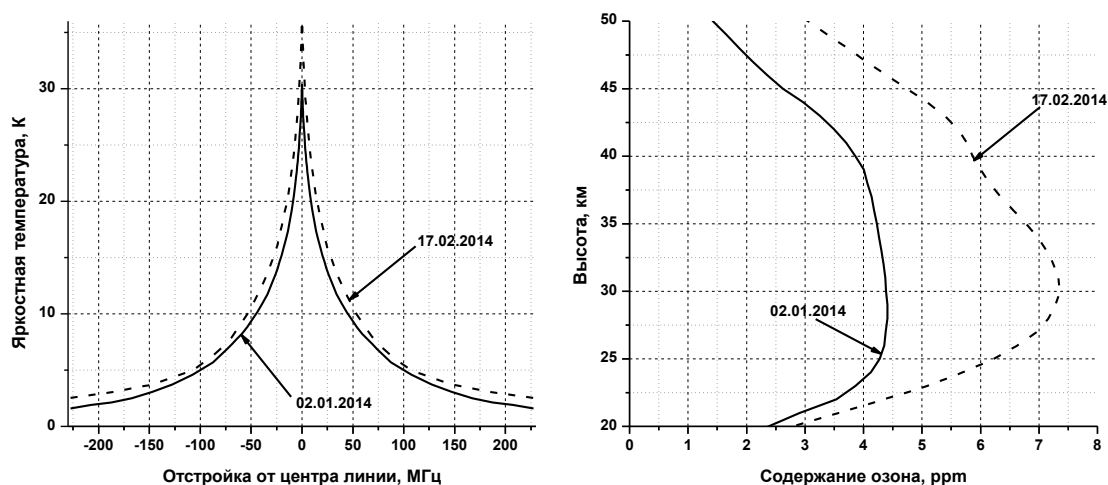 Яркостная температура, К
30
20
10
0
17.02.2014
02.01.2014
-200 -150 -100 -50 0 50 100 150 200
Отстройка от центра линии, МГц
Высота, км
50
45
40
35
30
25
20
17.02.2014
02.01.2014
0 1 2 3 4 5 6 7 8
Содержание озона, ppm